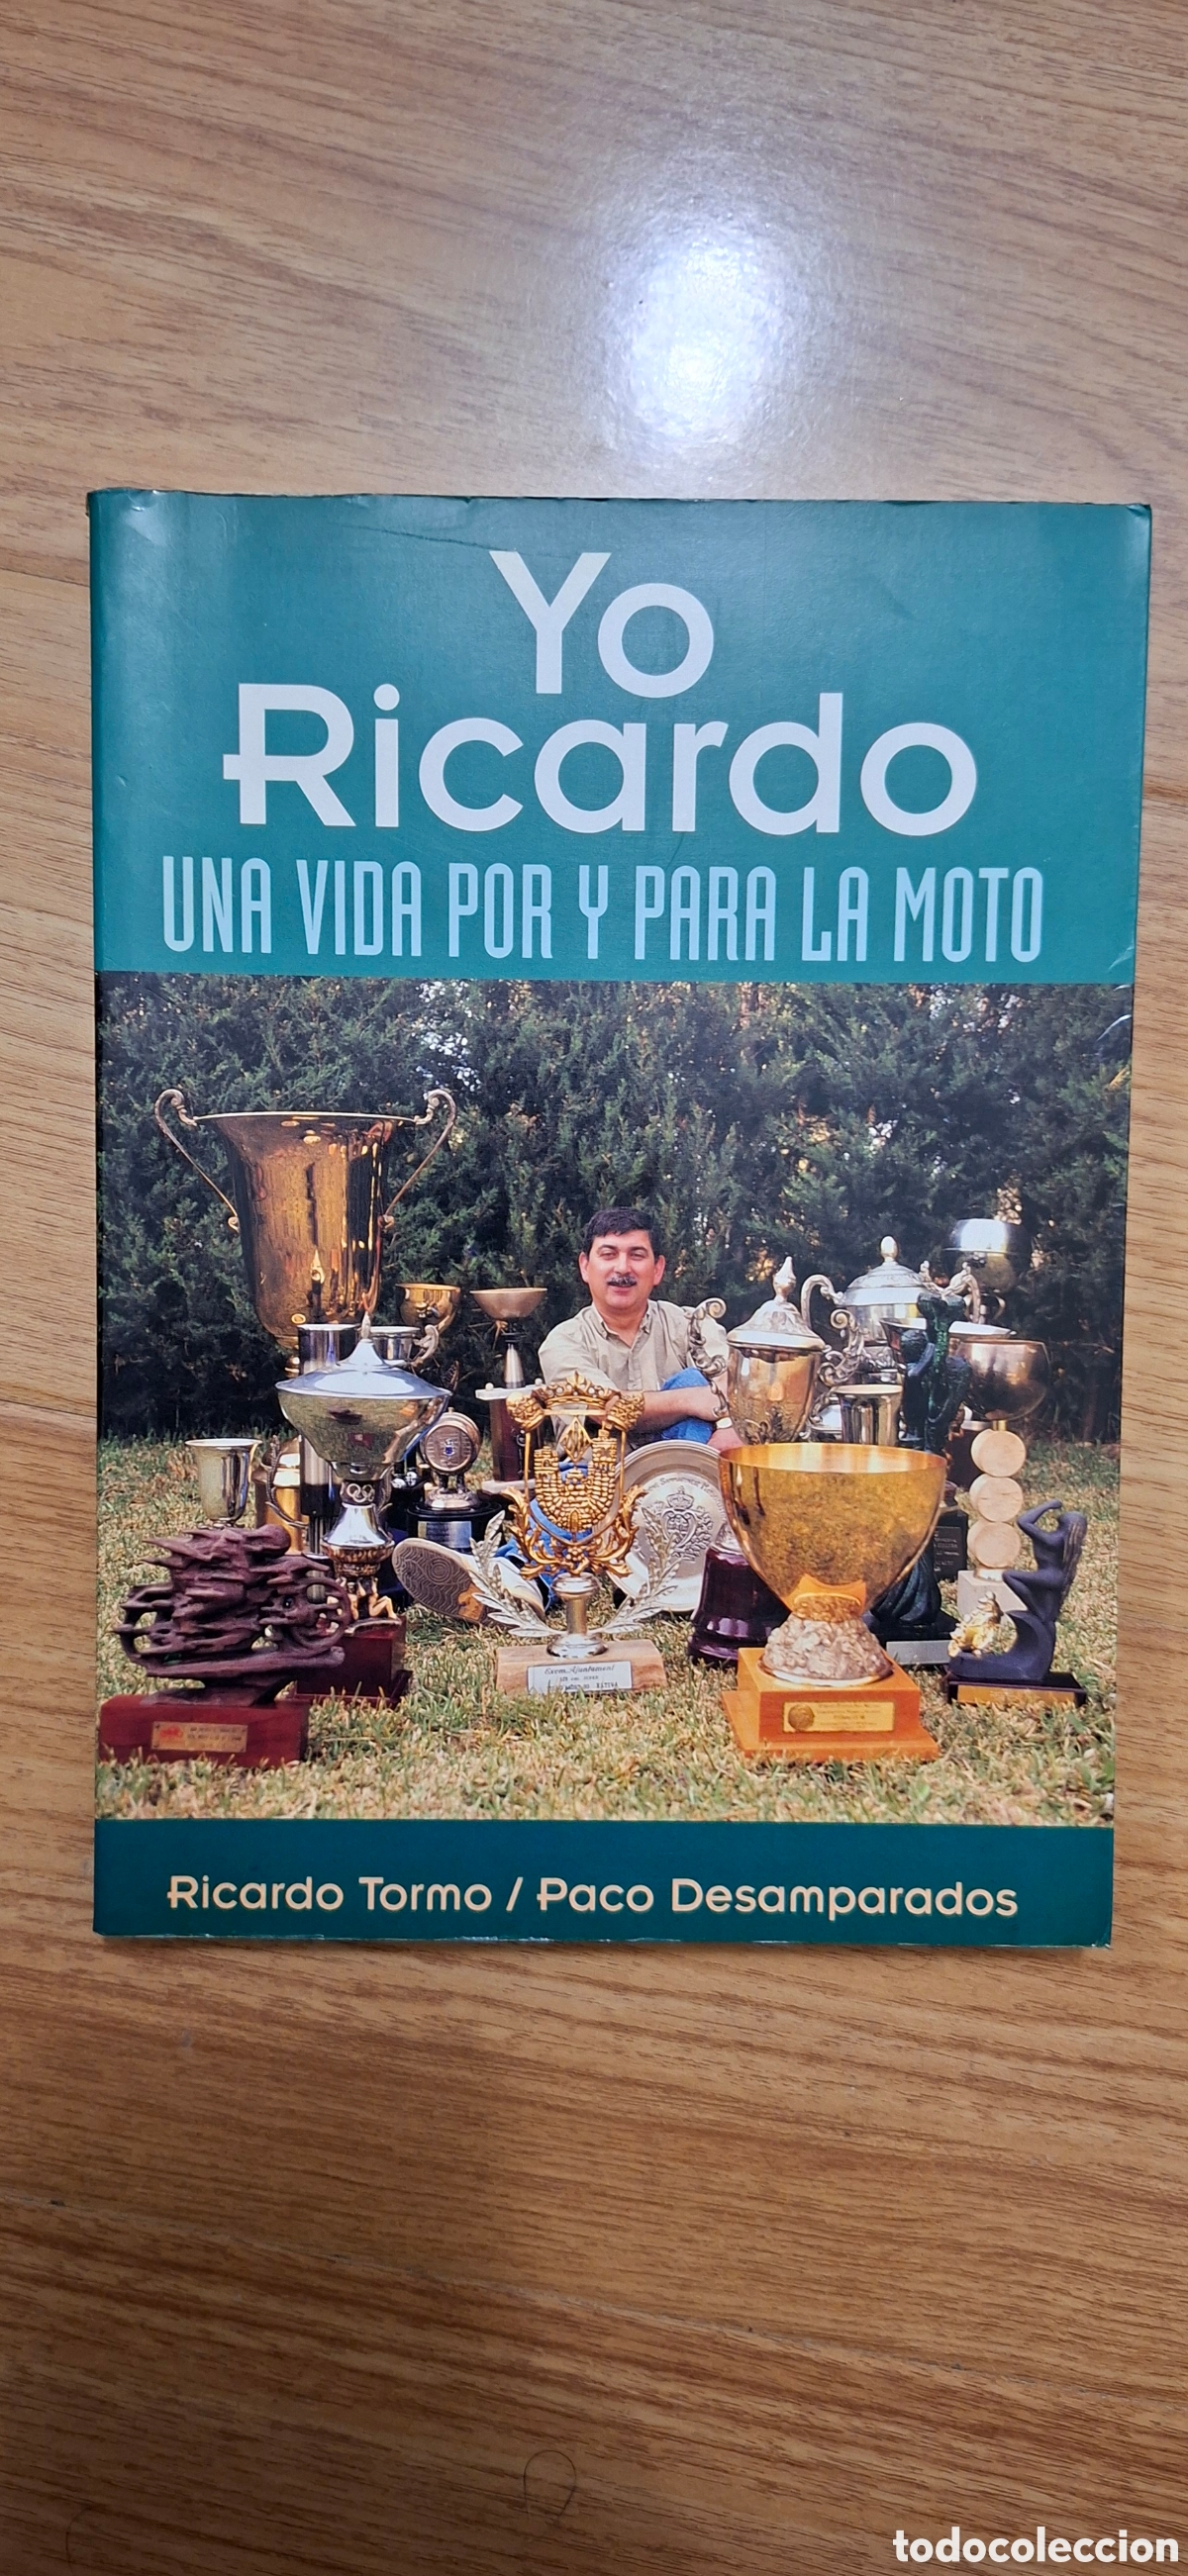 Yo
Ricardo
UNA VIDA POR Y PARA LA MOTO
Ricardo Tormo / Paco Desamparados
todocoleccion